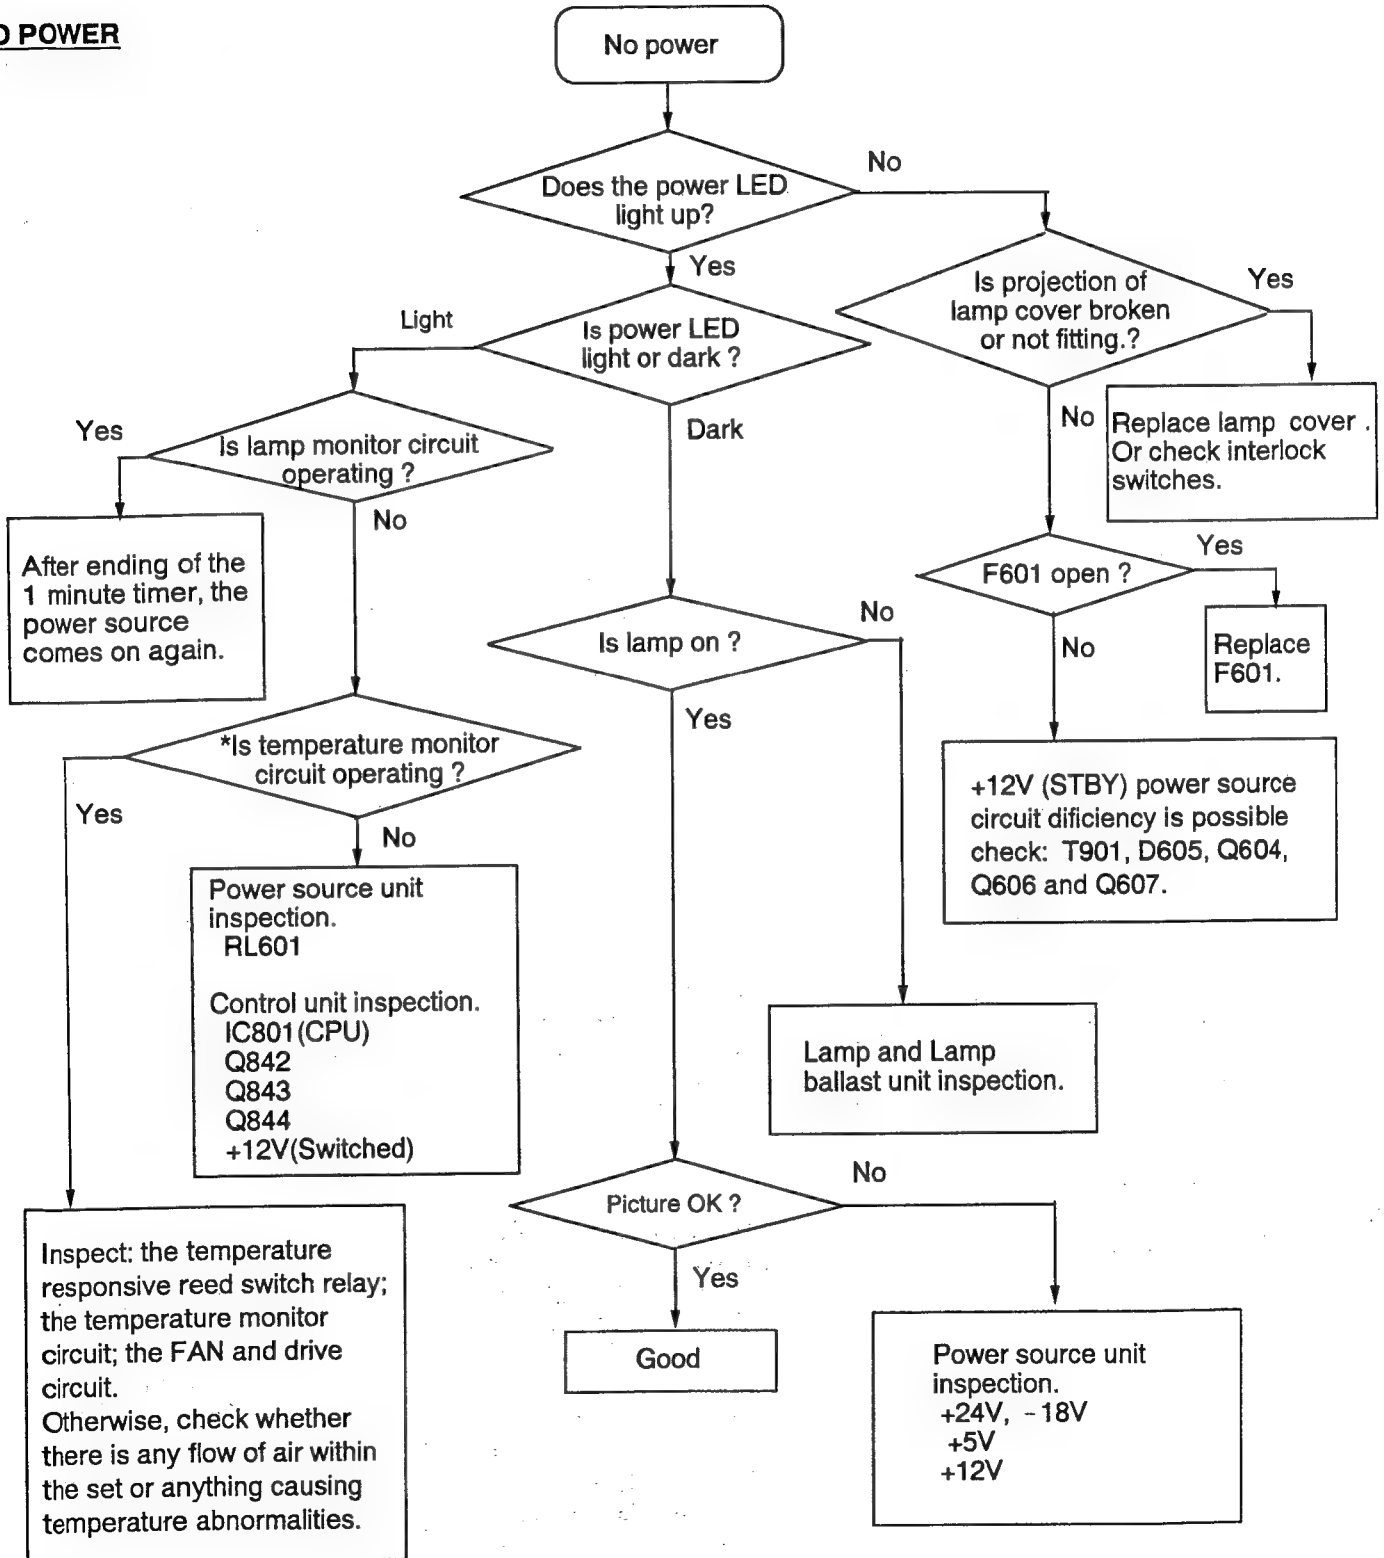 POWER
No power
Does the power LED
light up?
No
Yes
Is projection of
lamp cover broken
or not fitting.?
Yes
Light
Is power LED
light or dark ?
Replace lamp cover .
Or check interlock
switches.
No
Dark
Yes
Is lamp monitor circuit
operating ?
No
After ending of the
1 minute timer, the
power source
comes on again.
F601 open ?
Yes
Replace
F601.
No
Is lamp on ?
No
Yes
*Is temperature monitor
circuit operating ?
Yes
No
+12V (STBY) power source
circuit dificiency is possible
check: T901, D605, Q604,
Q606 and Q607.
Power source unit
inspection.
RL601
Control unit inspection.
IC801(CPU)
Q842
Q843
Q844
+12V(Switched)
Lamp and Lamp
ballast unit inspection.
Picture OK ?
No
Yes
Good
Inspect: the temperature
responsive reed switch relay;
the temperature monitor
circuit; the FAN and drive
circuit.
Otherwise, check whether
there is any flow of air within
the set or anything causing
temperature abnormalities.
Power source unit
inspection.
+24V, -18V
+5V
+12V